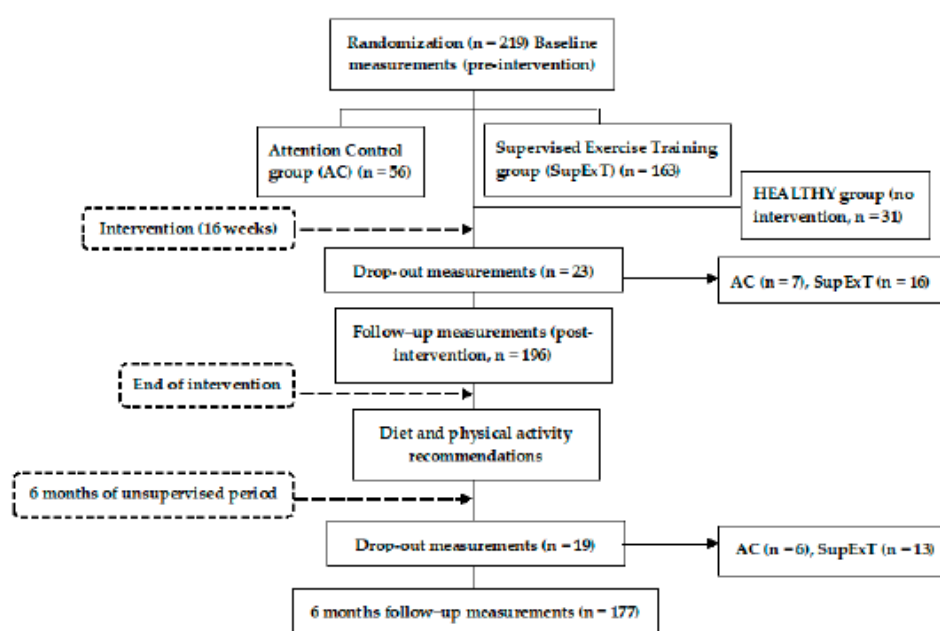 Randomization (n = 219) Baseline
measurements (pre-intervention)
Attention Control
group (AC) (n = 56)
Supervised Exercise Training
group (SupExT) (n = 163)
HEALTHY group (no
intervention, n = 31)
Intervention (16 weeks)
Drop-out measurements (n = 23)
AC (n = 7), SupExT (n = 16)
Follow-up measurements (post-
intervention, n = 196)
End of intervention
Diet and physical activity
recommendations
6 months of unsupervised period
Drop-out measurements (n = 19)
AC (n = 6), SupExT (n = 13)
6 months follow-up measurements (n = 177)